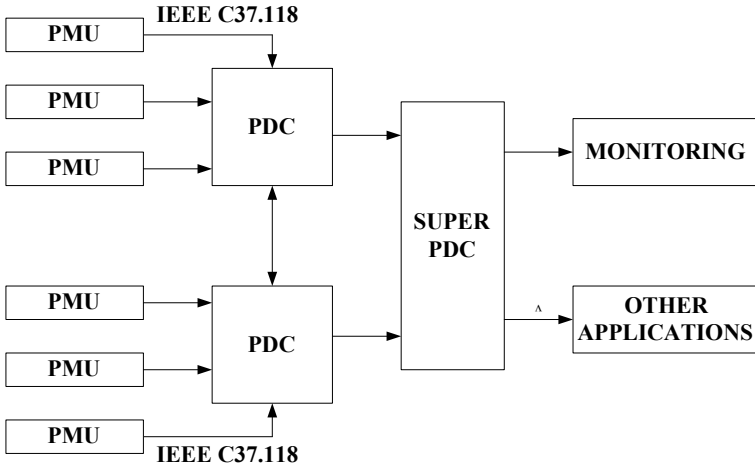 IEEE C37.118
PMU
PMU
PMU
PDC
SUPER
PDC
MONITORING
PMU
PMU
PMU
PDC
^
OTHER
APPLICATIONS
IEEE C37.118